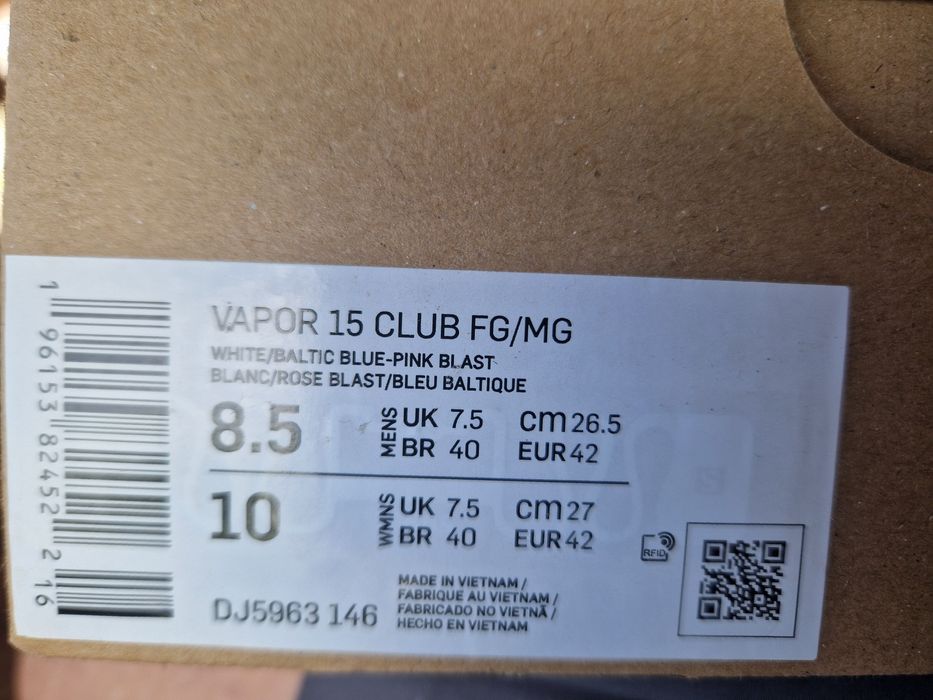 VAPOR 15 CLUB FG/MG
WHITE/BALTIC BLUE-PINK BLAST
BLANC/ROSE BLAST/BLEU BALTIQUE
8.5 MENS UK 7.5 CM 26.5
BR 40 EUR 42
10 WMNS UK 7.5 CM 27
BR 40 EUR 42
RFID
MADE IN VIETNAM /
FABRIQUE AU VIETNAM /
FABRICADO NO VIETNÃ /
HECHO EN VIETNAM
DJ5963 146
1 96153 82452 2 16